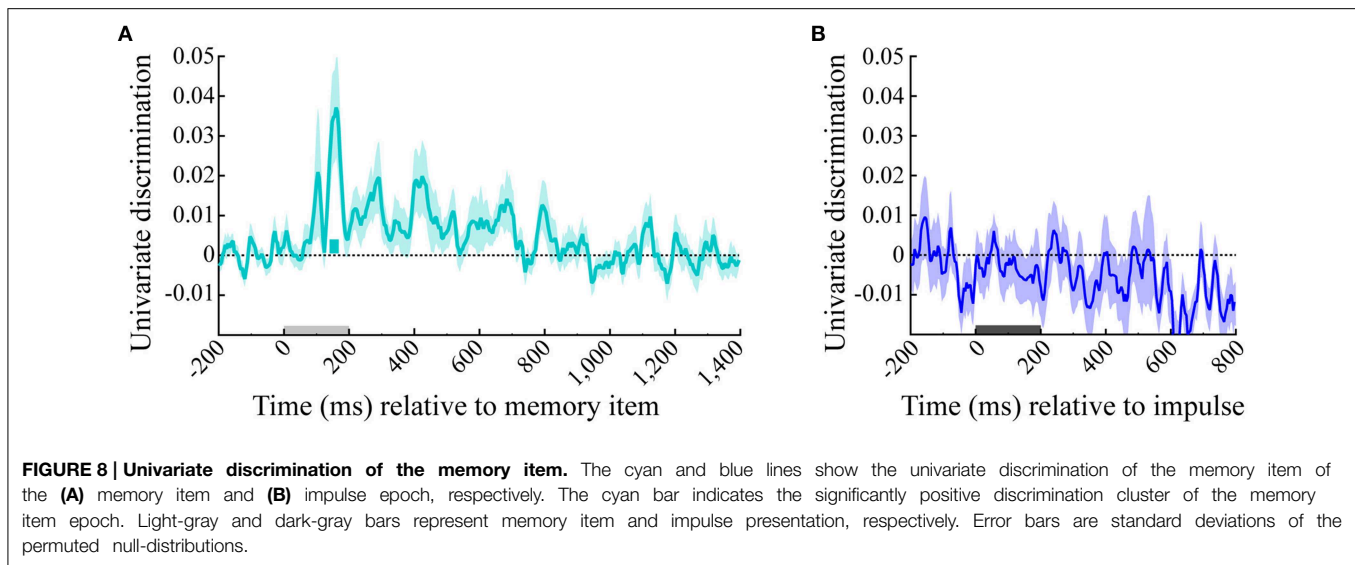 A
B
Univariate discrimination
0.05
0.04
0.03
0.02
0.01
0
-0.01
-200
0
200
400
600
800
1,000
1,200
1,400
Time (ms) relative to memory item
Univariate discrimination
0.05
0.04
0.03
0.02
0.01
0
-0.01
-200
0
200
400
600
800
Time (ms) relative to impulse
FIGURE 8 | Univariate discrimination of the memory item. The cyan and blue lines show the univariate discrimination of the memory item of
the (A) memory item and (B) impulse epoch, respectively. The cyan bar indicates the significantly positive discrimination cluster of the memory
item epoch. Light-gray and dark-gray bars represent memory item and impulse presentation, respectively. Error bars are standard deviations of the
permuted null-distributions.